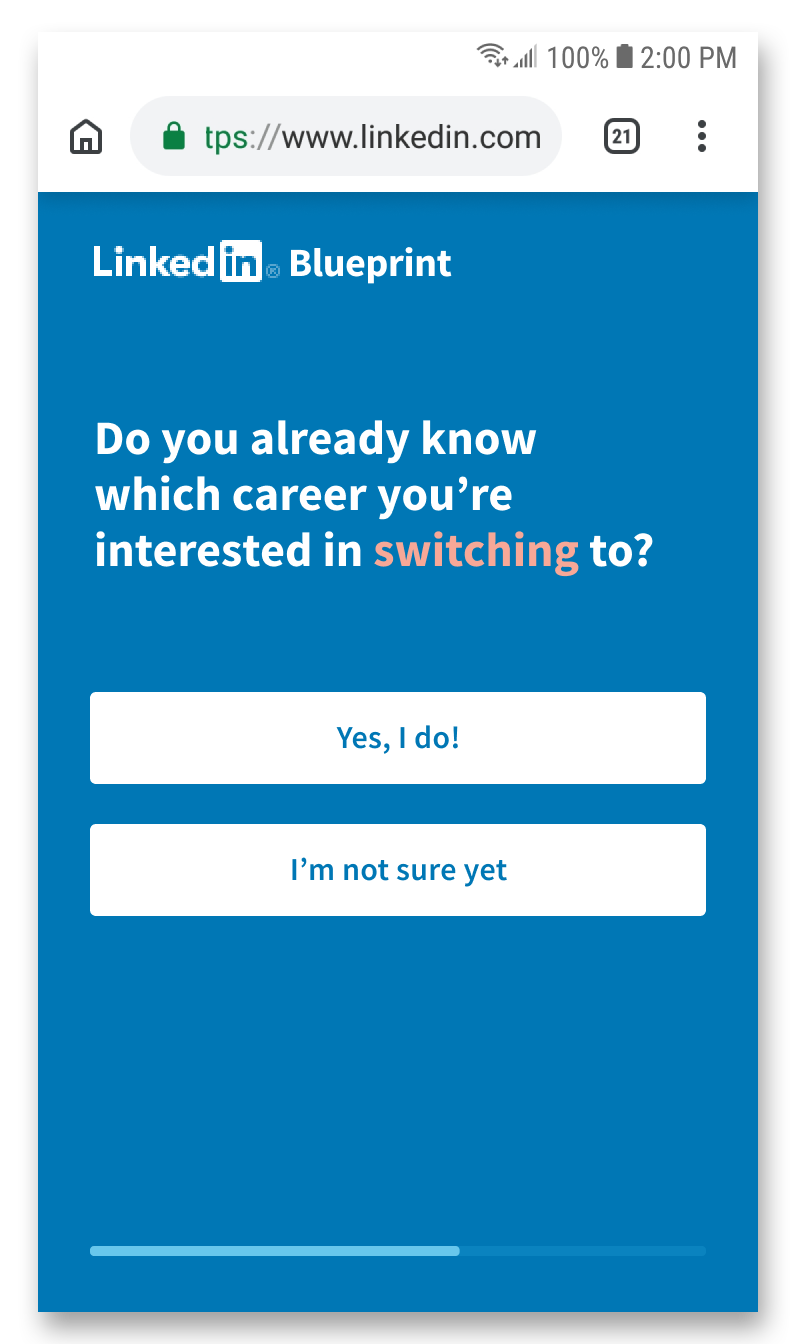 100% 2:00 PM
tps://www.linkedin.com 21
Linkedin® Blueprint
Do you already know
which career you’re
interested in switching to?
Yes, I do!
I’m not sure yet